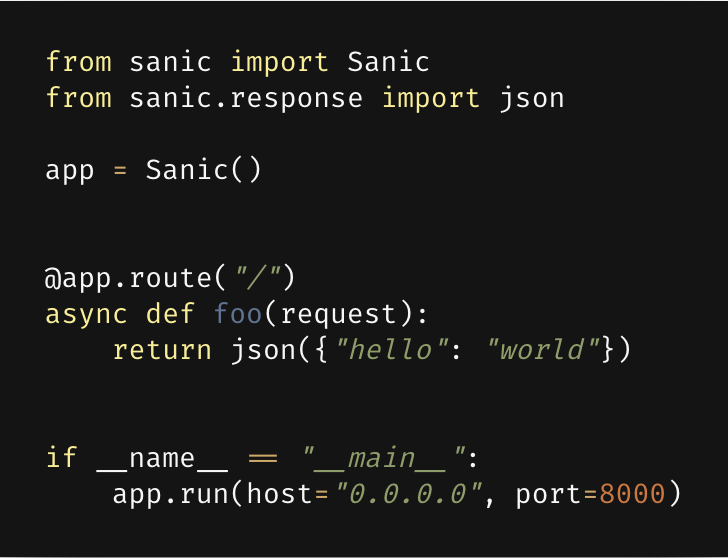 from sanic import Sanic
from sanic.response import json
app = Sanic()
@app.route("/")
async def foo(request):
    return json({"hello": "world"})
if __name__ == "__main__":
    app.run(host="0.0.0.0", port=8000)